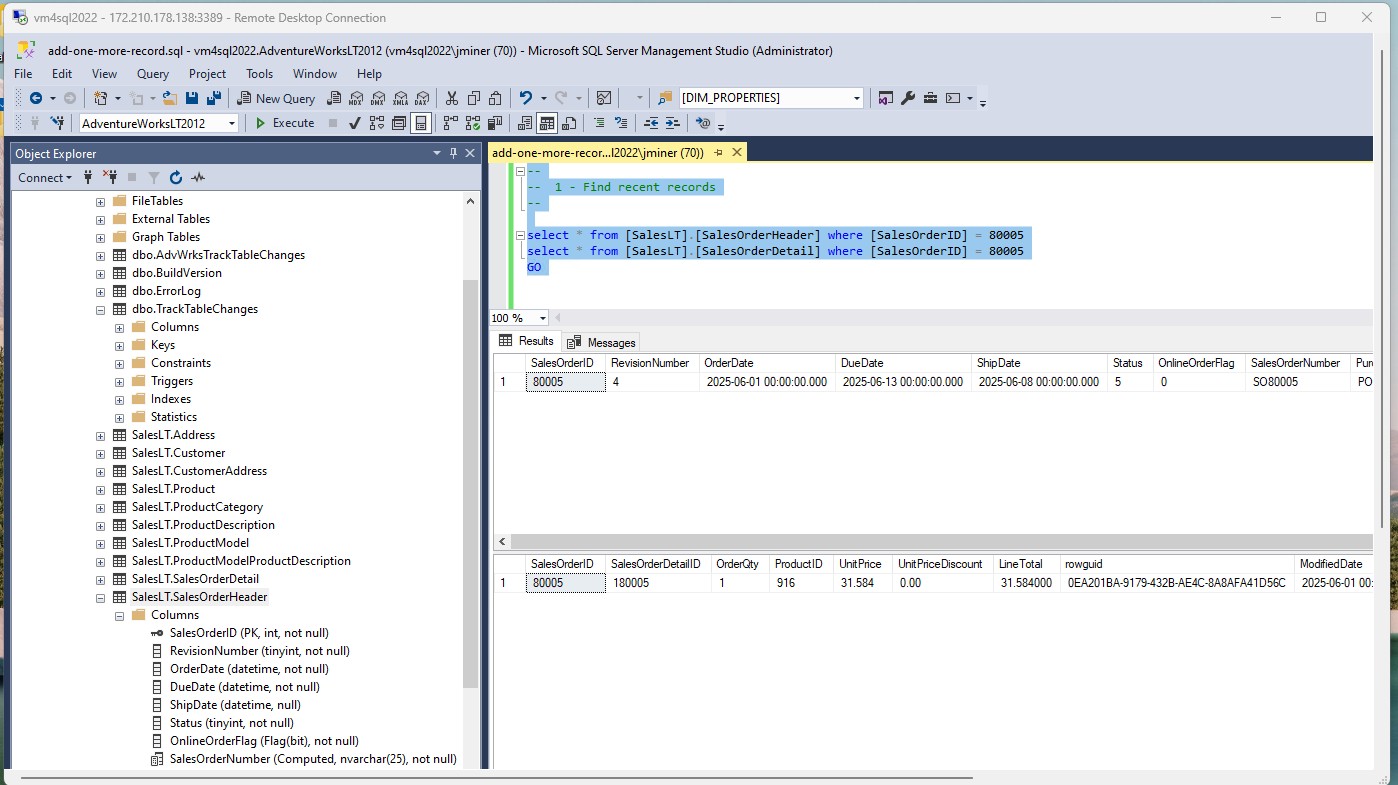 vm4sql2022 - 172.210.178.138:3389 - Remote Desktop Connection
add-one-more-record.sql - vm4sql2022.AdventureWorksLT2012 (vm4sql2022\jminer (70)) - Microsoft SQL Server Management Studio (Administrator)
File Edit View Query Project Tools Window Help
New Query MDX DMX XMLA DAX [DIM_PROPERTIES]
AdventureWorksLT2012 Execute
Object Explorer
Connect
FileTables
External Tables
Graph Tables
dbo.AdvWrksTrackTableChanges
dbo.BuildVersion
dbo.ErrorLog
dbo.TrackTableChanges
Columns
Keys
Constraints
Triggers
Indexes
Statistics
SalesLT.Address
SalesLT.Customer
SalesLT.CustomerAddress
SalesLT.Product
SalesLT.ProductCategory
SalesLT.ProductDescription
SalesLT.ProductModel
SalesLT.ProductModelProductDescription
SalesLT.SalesOrderDetail
SalesLT.SalesOrderHeader
Columns
SalesOrderID (PK, int, not null)
RevisionNumber (tinyint, not null)
OrderDate (datetime, not null)
DueDate (datetime, not null)
ShipDate (datetime, null)
Status (tinyint, not null)
OnlineOrderFlag (Flag(bit), not null)
SalesOrderNumber (Computed, nvarchar(25), not null)
add-one-more-recor...l2022\jminer (70))
--
-- 1 - Find recent records
--
select * from [SalesLT].[SalesOrderHeader] where [SalesOrderID] = 80005
select * from [SalesLT].[SalesOrderDetail] where [SalesOrderID] = 80005
GO
100 %
Results Messages
SalesOrderID RevisionNumber OrderDate DueDate ShipDate Status OnlineOrderFlag SalesOrderNumber Pur
1 80005 4 2025-06-01 00:00:00.000 2025-06-13 00:00:00.000 2025-06-08 00:00:00.000 5 0 SO80005 PO
SalesOrderID SalesOrderDetailID OrderQty ProductID UnitPrice UnitPriceDiscount LineTotal rowguid ModifiedDate
1 80005 180005 1 916 31.584 0.00 31.584000 0EA201BA-9179-432B-AE4C-8A8AFA41D56C 2025-06-01 00: